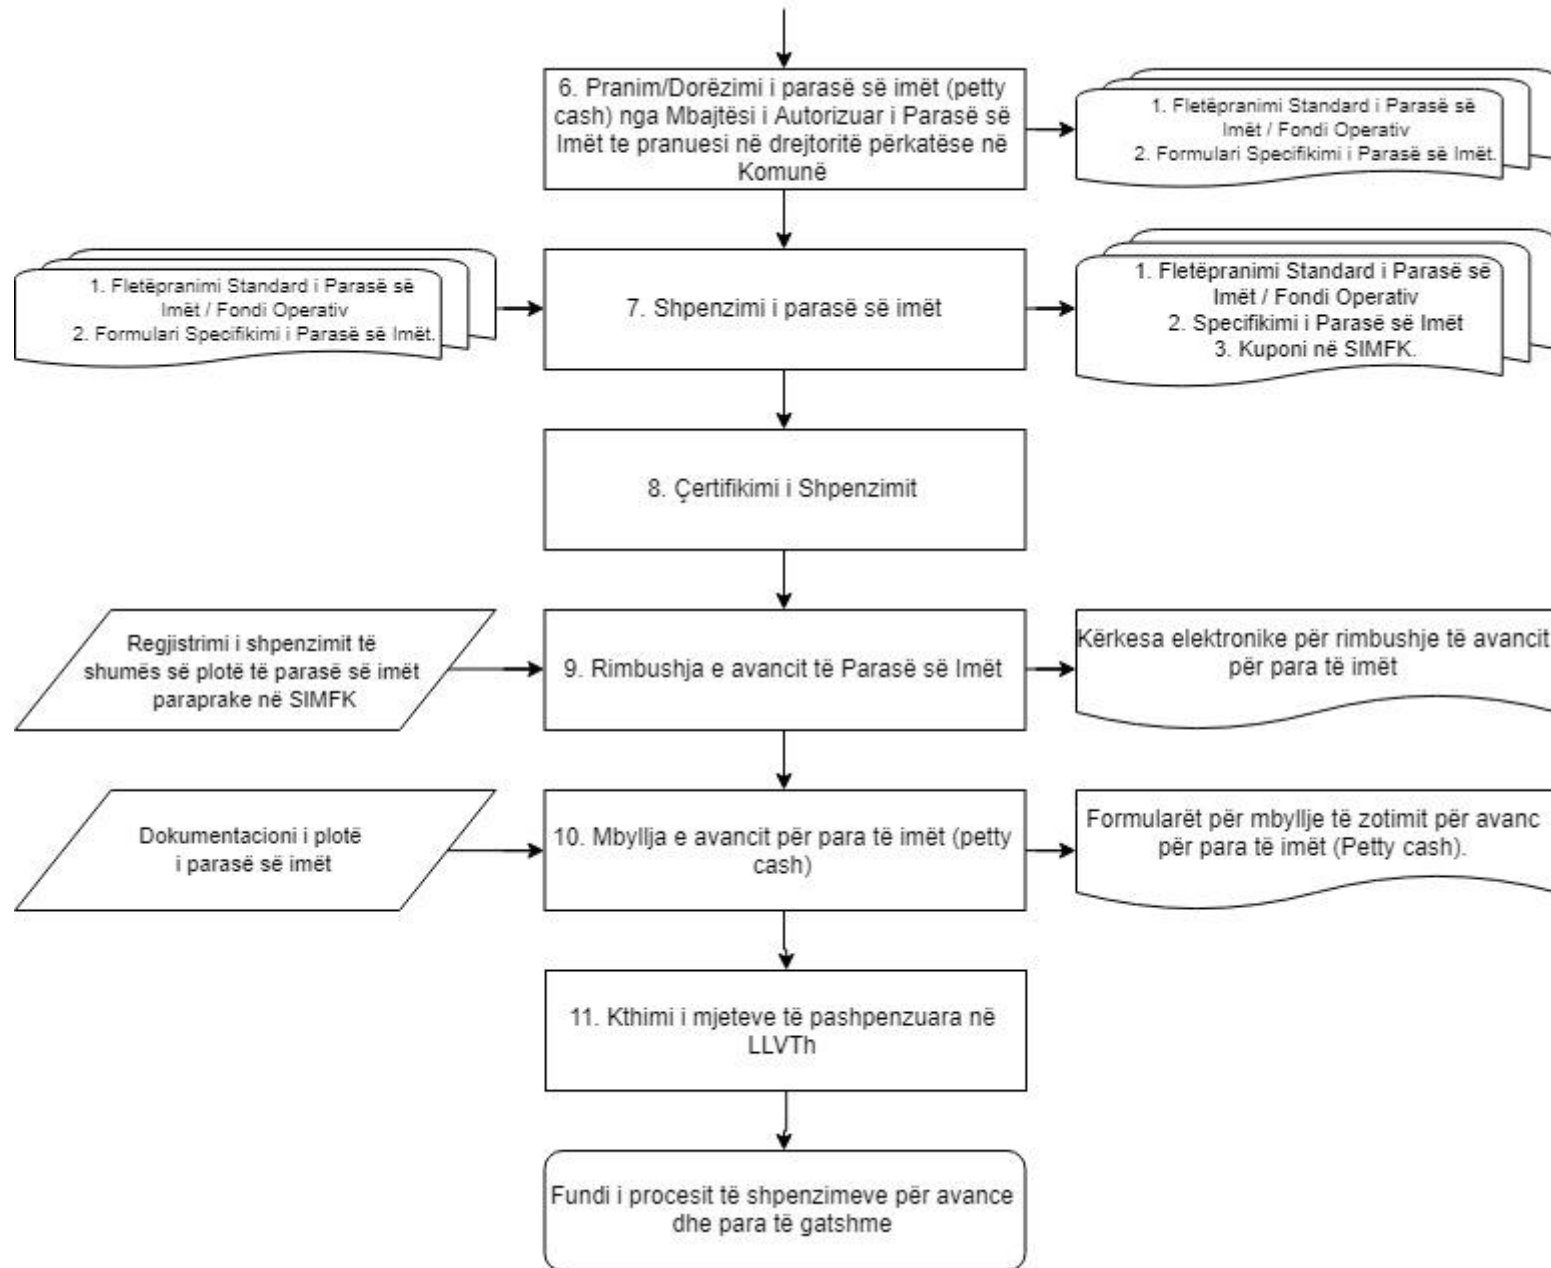 6. Pranim/Dorëzimi i parasë së imët (petty
cash) nga Mbajtësi i Autorizuar i Parasë së
Imët te pranuesi në drejtoritë përkatëse në
Komunë
1. Fletëpranimi Standard i Parasë së
Imët / Fondi Operativ
2. Formulari Specifikimi i Parasë së Imët.
1. Fletëpranimi Standard i Parasë së
Imët / Fondi Operativ
2. Formulari Specifikimi i Parasë së Imët.
7. Shpenzimi i parasë së imët
1. Fletëpranimi Standard i Parasë së
Imët / Fondi Operativ
2. Specifikimi i Parasë së Imët
3. Kuponi në SIMFK.
8. Çertifikimi i Shpenzimit
Regjistrimi i shpenzimit të
shumës së plotë të parasë së imët
paraprake në SIMFK
9. Rimbushja e avancit të Parasë së Imët
Kërkesa elektronike për rimbushje të avancit
për para të imët
Dokumentacioni i plotë
i parasë së imët
10. Mbyllja e avancit për para të imët (petty
cash)
Formularët për mbyllje të zotimit për avanc
për para të imët (Petty cash).
11. Kthimi i mjeteve të pashpenzuara në
LLVTh
Fundi i procesit të shpenzimeve për avance
dhe para të gatshme